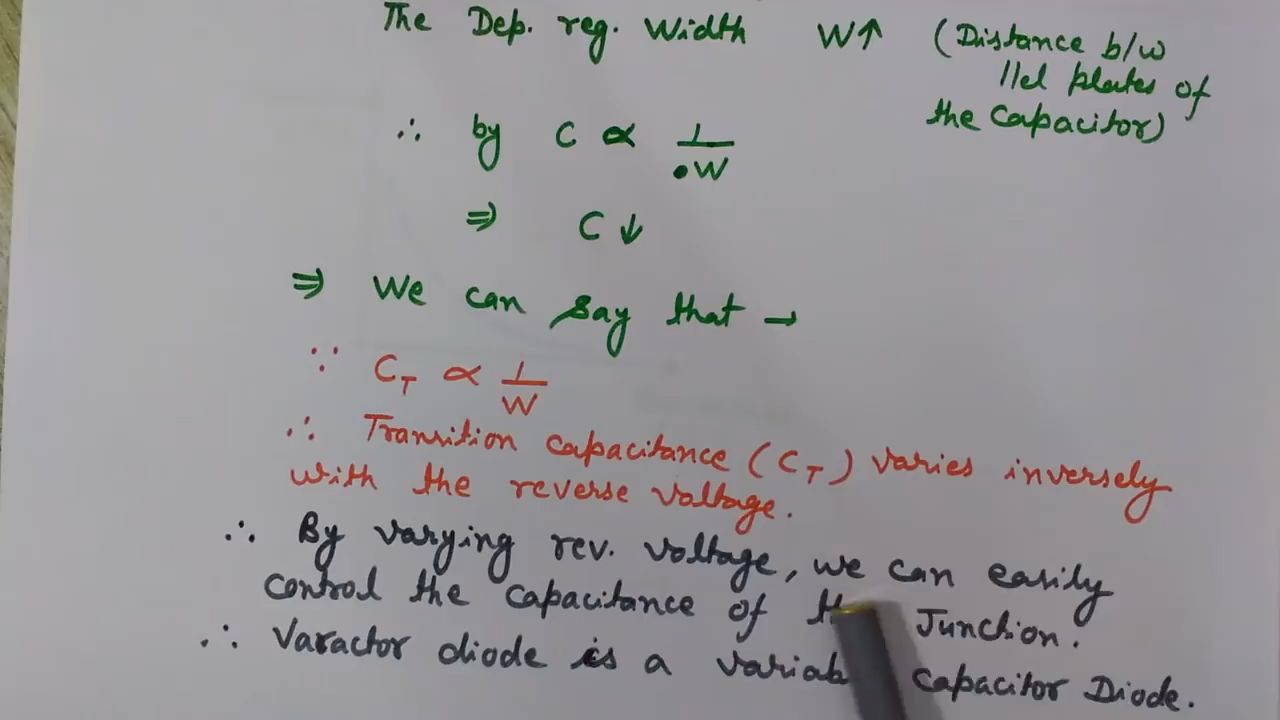 The Dep. reg. Width W↑ (Distance b/w
//el plates of
the capacitor)
∴ by C ∝ 1/.W
⇒ C↓
⇒ We can say that →
∵ C_T ∝ 1/W
∴ Transition capacitance (C_T) varies inversely
with the reverse voltage.
∴ By varying rev. voltage, we can easily
control the capacitance of Junction.
∴ Varactor diode is a capacitor Diode.